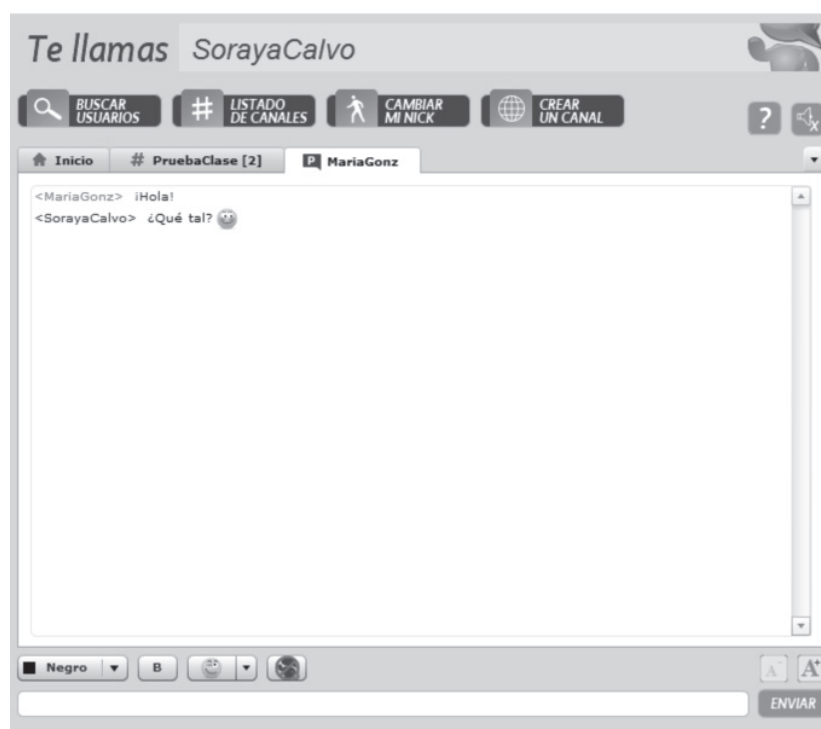 Te llamas SorayaCalvo
BUSCAR USUARIOS
LISTADO DE CANALES
CAMBIAR MI NICK
CREAR UN CANAL
?
x
Inicio
# PruebaClase [2]
P MariaGonz
<MariaGonz> ¡Hola!
<SorayaCalvo> ¿Qué tal?
Negro
B
A-
A+
ENVIAR